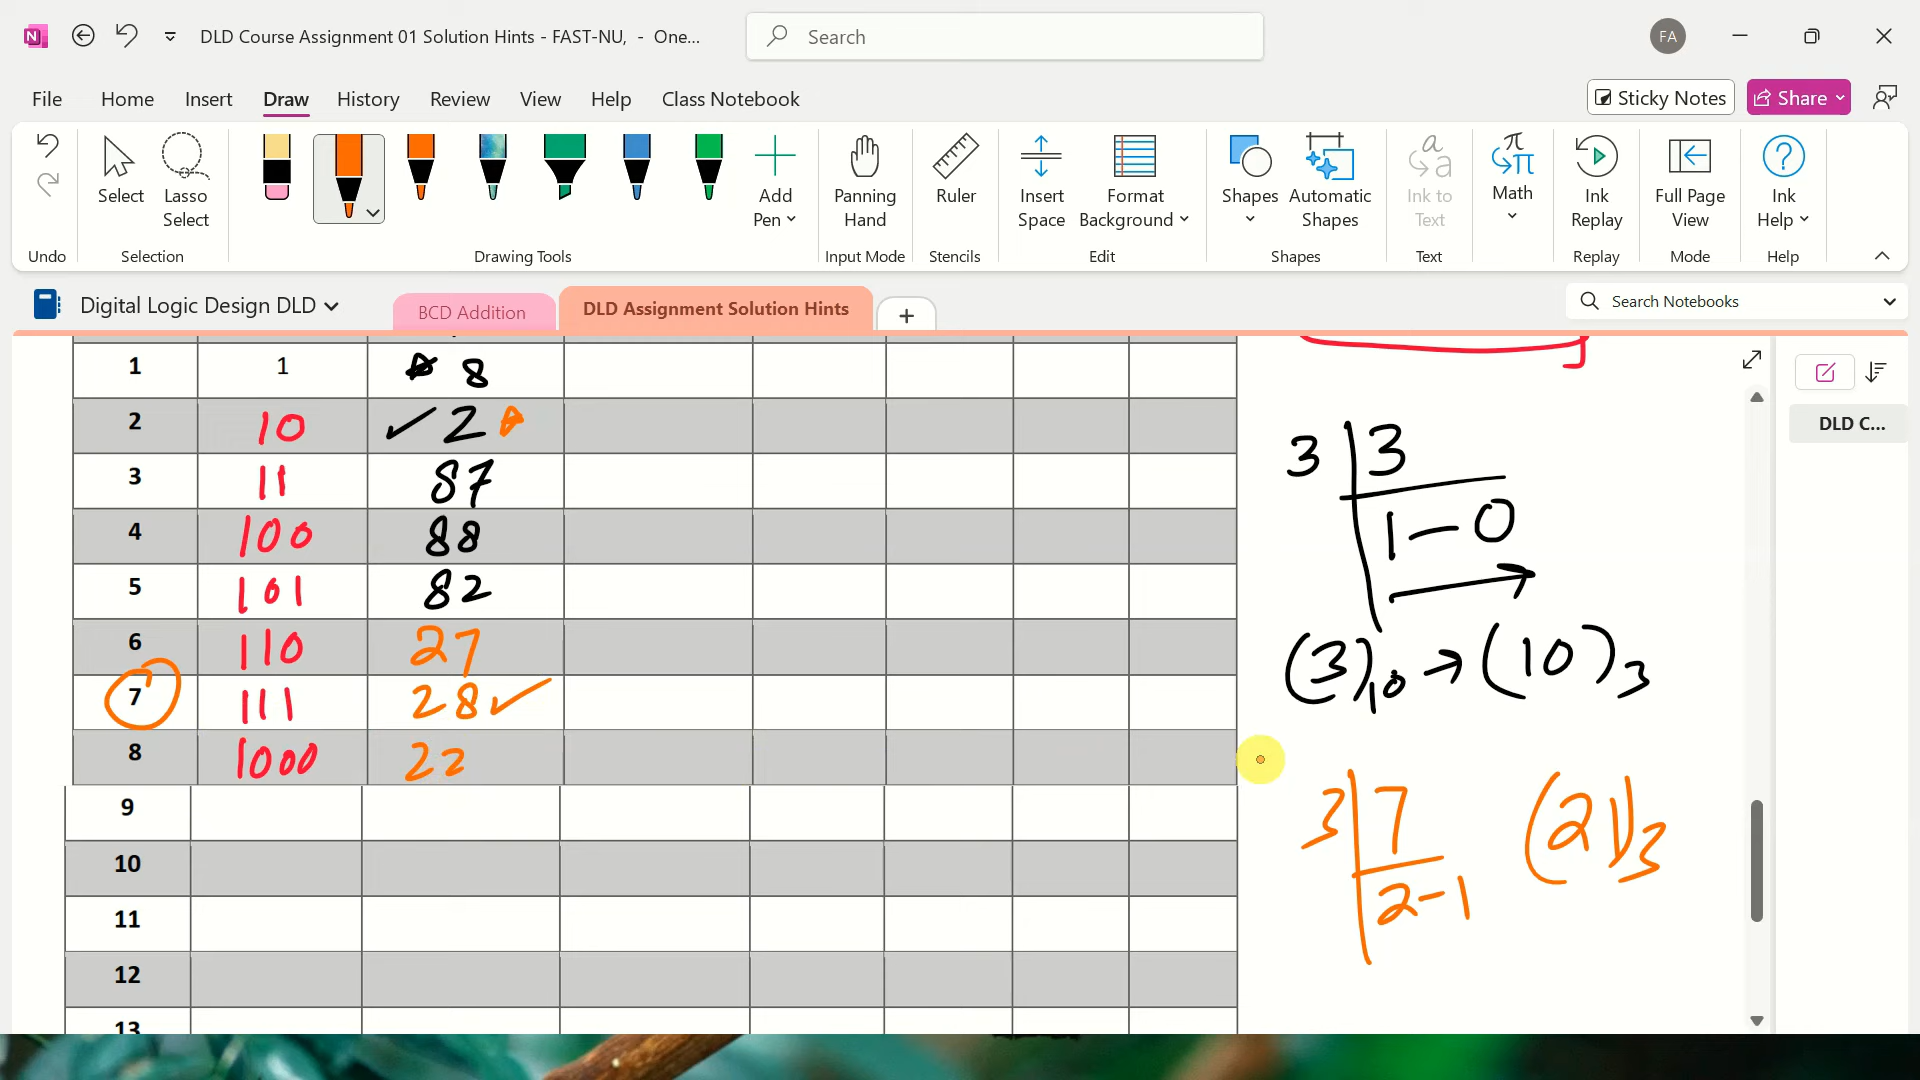 DLD Course Assignment 01 Solution Hints - FAST-NU, - One...
Search
FA
File Home Insert Draw History Review View Help Class Notebook
Sticky Notes Share
Select
Lasso Select
Add Pen
Panning Hand
Ruler
Insert Space
Format Background
Shapes
Automatic Shapes
Ink to Text
Math
Ink Replay
Full Page View
Ink Help
Undo Selection Drawing Tools Input Mode Stencils Edit Shapes Text Replay Mode Help
Digital Logic Design DLD
BCD Addition
DLD Assignment Solution Hints
+
Search Notebooks
DLD C...
1 1 8
2 10 ✓ 2
3 11 87
4 100 88
5 101 82
6 110 27
7 111 28 ✓
8 1000 22
9
10
11
12
13
3 | 3
1 — 0
(3)10 → (10)3
3 | 7
2 - 1
(21)3